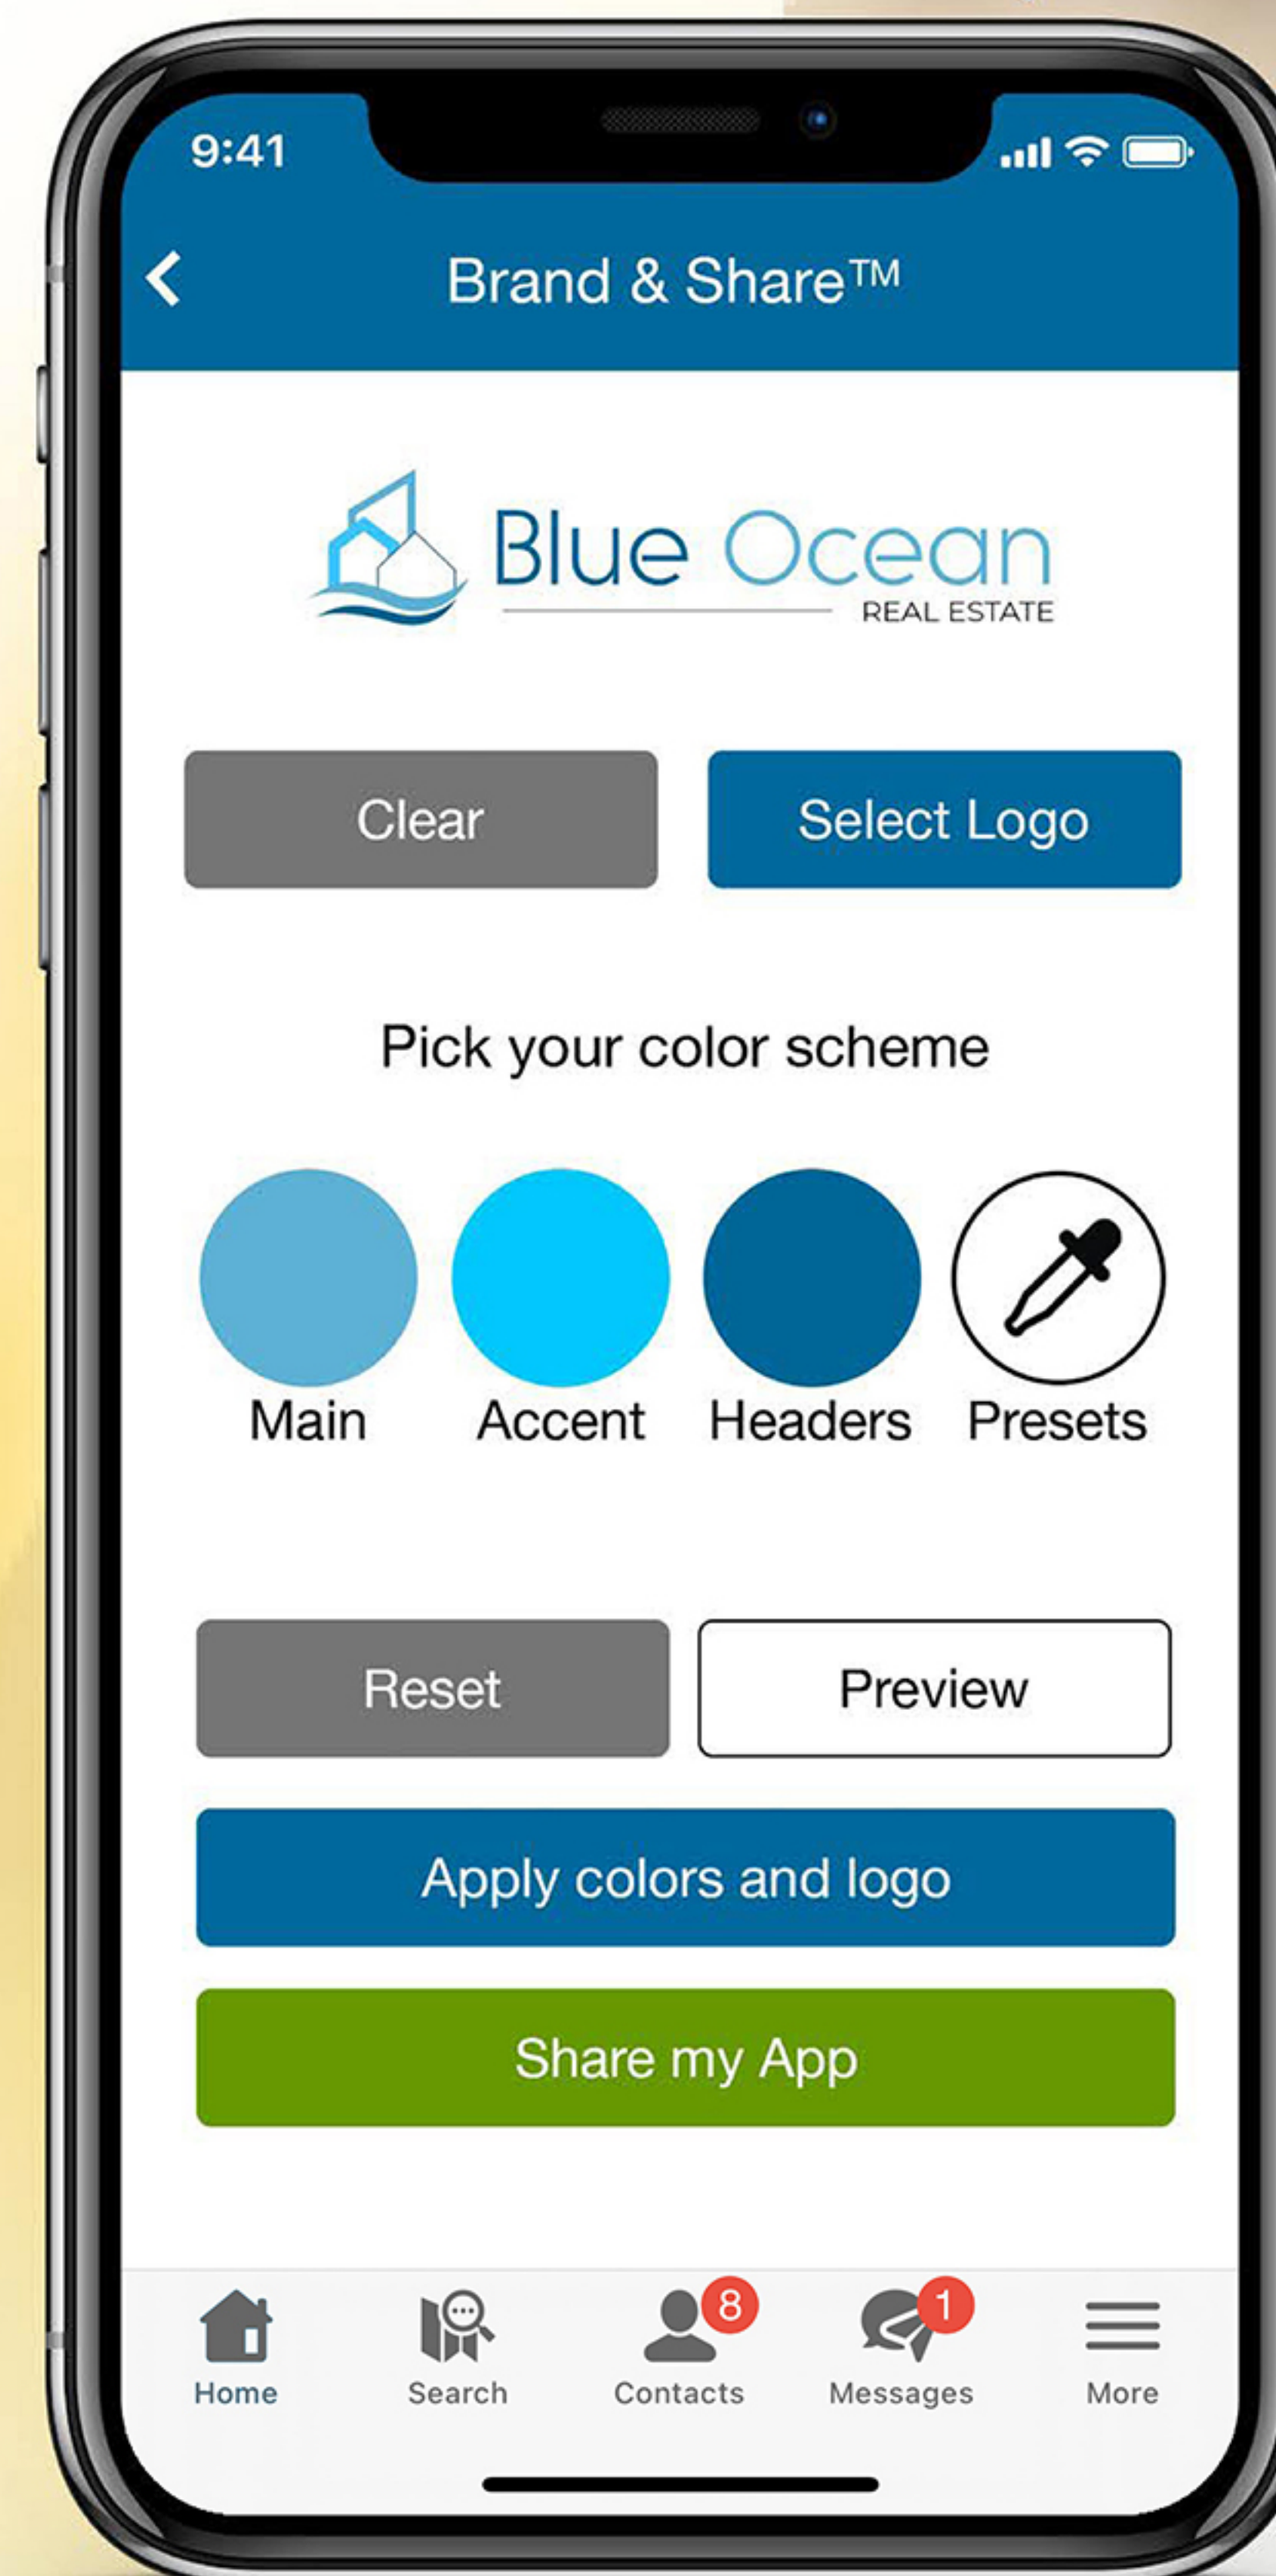 9:41
Brand & Share™
Blue Ocean
REAL ESTATE
Clear
Select Logo
Pick your color scheme
Main
Accent
Headers
Presets
Reset
Preview
Apply colors and logo
Share my App
8
1
Home
Search
Contacts
Messages
More